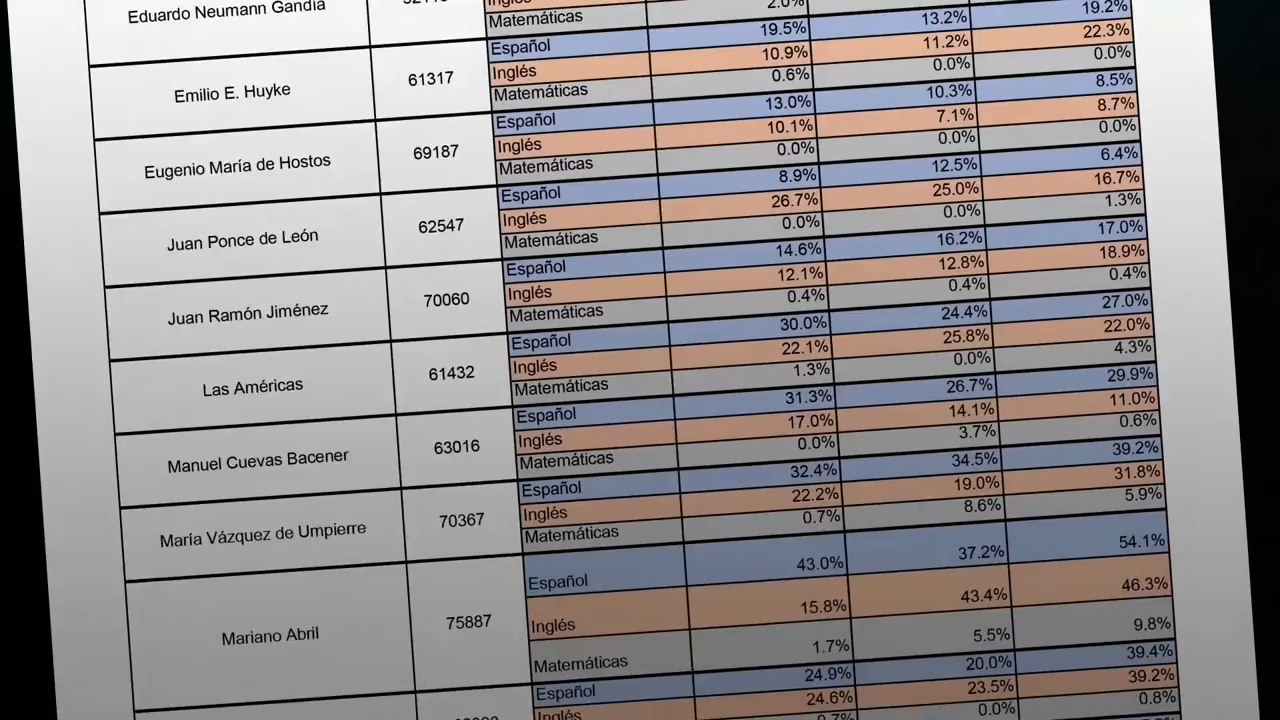 Eduardo Neumann Gandía
Inglés
Matemáticas 2.0%
Emilio E. Huyke 61317
Español 19.5% 13.2% 19.2%
Inglés 10.9% 11.2% 22.3%
Matemáticas 0.6% 0.0% 0.0%
Eugenio María de Hostos 69187
Español 13.0% 10.3% 8.5%
Inglés 10.1% 7.1% 8.7%
Matemáticas 0.0% 0.0% 0.0%
Juan Ponce de León 62547
Español 8.9% 12.5% 6.4%
Inglés 26.7% 25.0% 16.7%
Matemáticas 0.0% 0.0% 1.3%
Juan Ramón Jiménez 70060
Español 14.6% 16.2% 17.0%
Inglés 12.1% 12.8% 18.9%
Matemáticas 0.4% 0.4% 0.4%
Las Américas 61432
Español 30.0% 24.4% 27.0%
Inglés 22.1% 25.8% 22.0%
Matemáticas 1.3% 0.0% 4.3%
Manuel Cuevas Bacener 63016
Español 31.3% 26.7% 29.9%
Inglés 17.0% 14.1% 11.0%
Matemáticas 0.0% 3.7% 0.6%
María Vázquez de Umpierre 70367
Español 32.4% 34.5% 39.2%
Inglés 22.2% 19.0% 31.8%
Matemáticas 0.7% 8.6% 5.9%
Mariano Abril 75887
Español 43.0% 37.2% 54.1%
Inglés 15.8% 43.4% 46.3%
Matemáticas 1.7% 5.5% 9.8%
Español 24.9% 20.0% 39.4%
Inglés 24.6% 23.5% 39.2%
0.0% 0.8%